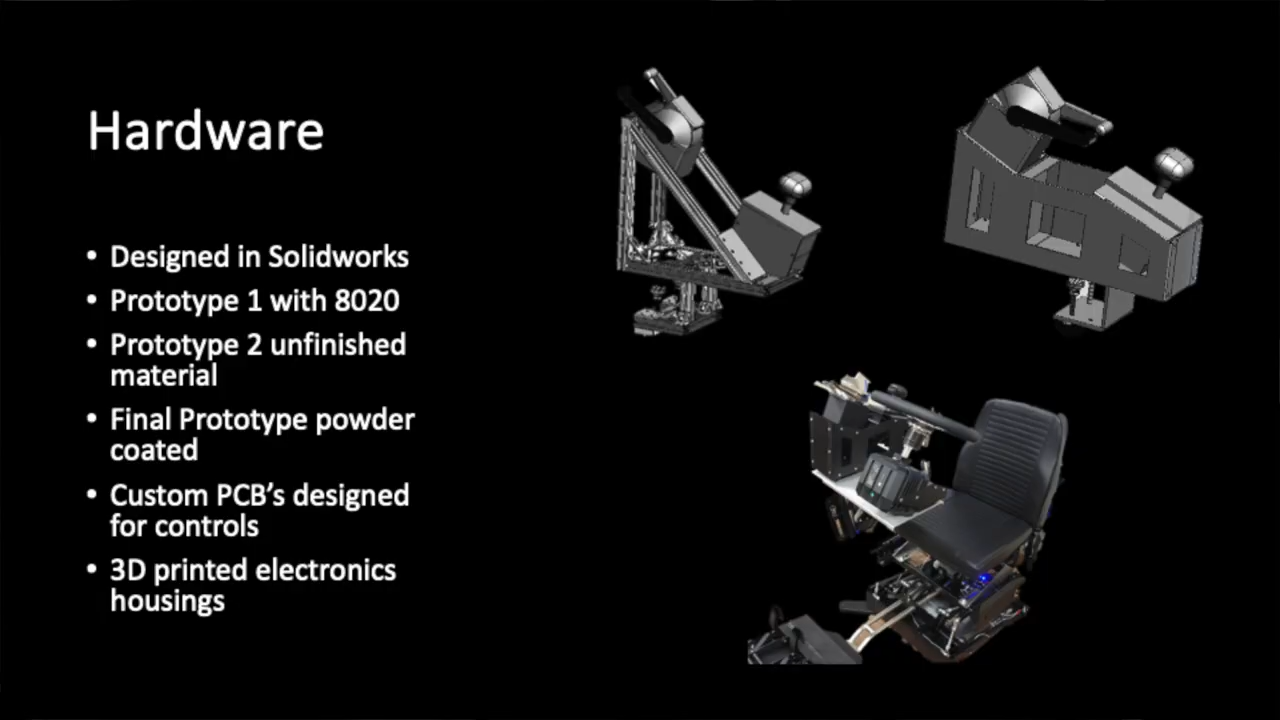 Hardware
• Designed in Solidworks
• Prototype 1 with 8020
• Prototype 2 unfinished
material
• Final Prototype powder
coated
• Custom PCB’s designed
for controls
• 3D printed electronics
housings